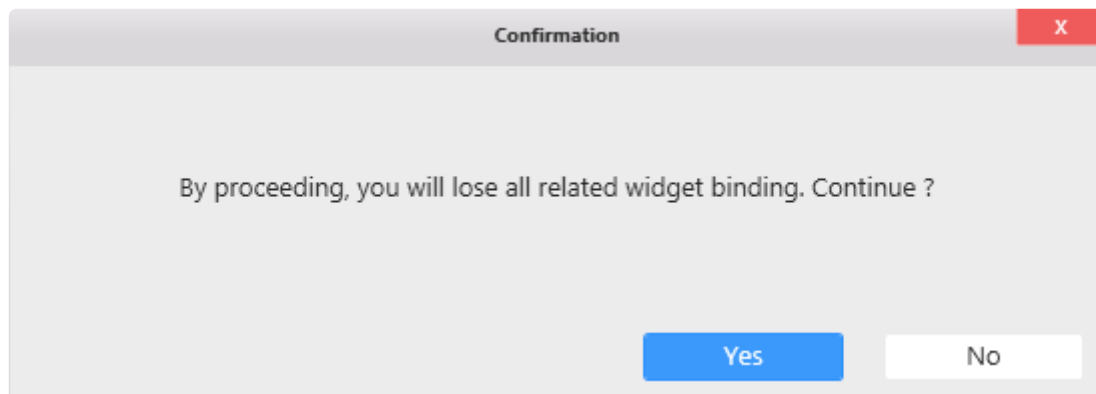 Confirmation
X
By proceeding, you will lose all related widget binding. Continue ?
Yes
No